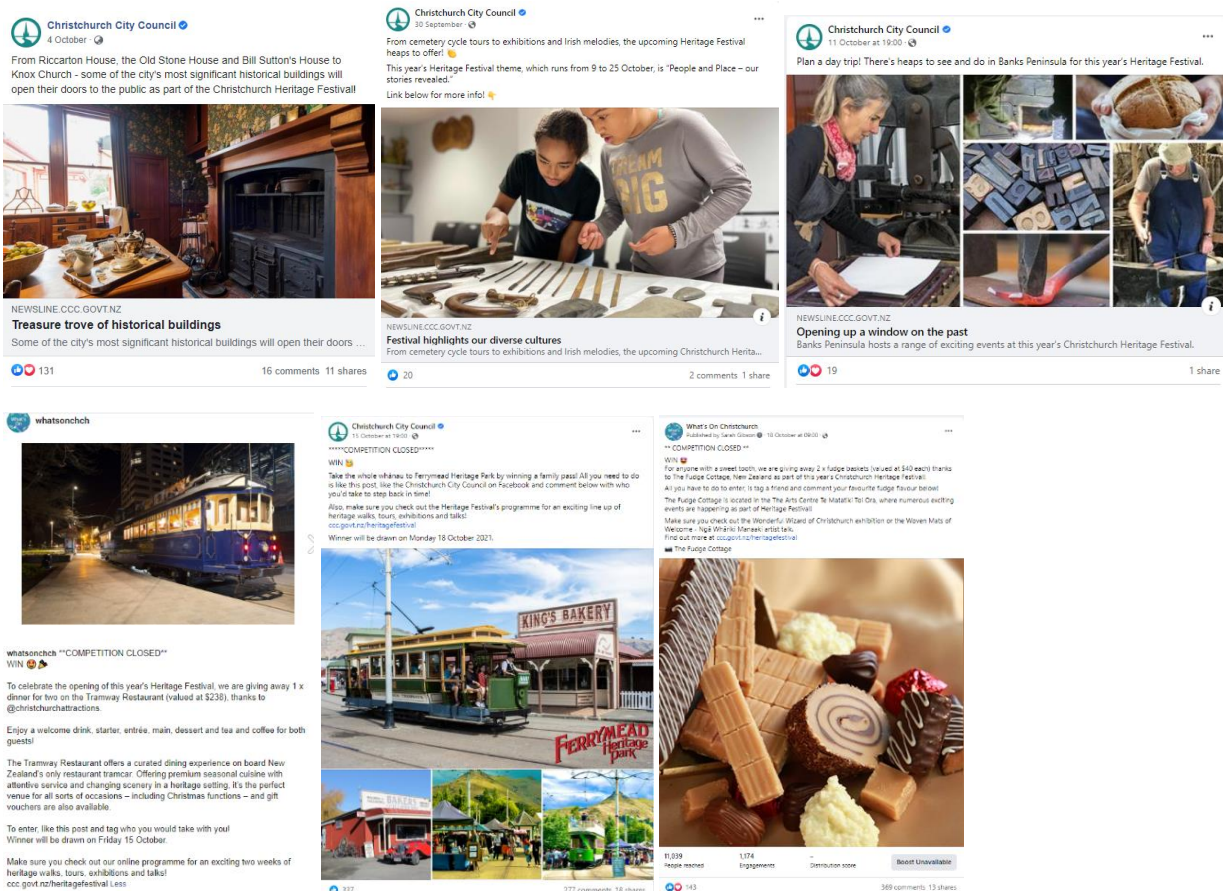 Christchurch City Council
4 October ·
From Riccarton House, the Old Stone House and Bill Sutton's House to
Knox Church - some of the city's most significant historical buildings will
open their doors to the public as part of the Christchurch Heritage Festival!
NEWSLINE.CCC.GOVT.NZ
Treasure trove of historical buildings
Some of the city's most significant historical buildings will open their doors ...
131 16 comments 11 shares
Christchurch City Council
30 September ·
From cemetery cycle tours to exhibitions and Irish melodies, the upcoming Heritage Festival
heaps to offer! 👏
This year's Heritage Festival theme, which runs from 9 to 25 October, is "People and Place – our
stories revealed."
Link below for more info! 👇
DREAM
BIG
NEWSLINE.CCC.GOVT.NZ
Festival highlights our diverse cultures
From cemetery cycle tours to exhibitions and Irish melodies, the upcoming Christchurch Herita...
20 2 comments 1 share
Christchurch City Council
11 October at 19:00 ·
Plan a day trip! There's heaps to see and do in Banks Peninsula for this year's Heritage Festival.
NEWSLINE.CCC.GOVT.NZ
Opening up a window on the past
Banks Peninsula hosts a range of exciting events at this year's Christchurch Heritage Festival.
19 1 share
whatsonchch
whatsonchch **COMPETITION CLOSED**
WIN
To celebrate the opening of this year's Heritage Festival, we are giving away 1 x
dinner for two on the Tramway Restaurant (valued at $238), thanks to
@christchurchattractions.
Enjoy a welcome drink, starter, entrée, main, dessert and tea and coffee for both
guests!
The Tramway Restaurant offers a curated dining experience on board New
Zealand's only restaurant tramcar. Offering premium seasonal cuisine with
attentive service and changing scenery in a heritage setting, it's the perfect
venue for all sorts of occasions – including Christmas functions – and gift
vouchers are also available.
To enter, like this post and tag who you would take with you!
Winner will be drawn on Friday 15 October.
Make sure you check out our online programme for an exciting two weeks of
heritage walks, tours, exhibitions and talks!
ccc.govt.nz/heritagefestival Less
Christchurch City Council
11 October at 19:00 ·
*****COMPETITION CLOSED*****
WIN
Take the whole whānau to Ferrymead Heritage Park by winning a family pass! All you need to do
is like this post, like the Christchurch City Council on Facebook and comment below with who
you'd take to step back in time!
Also, make sure you check out the Heritage Festival's programme for an exciting line up of
heritage walks, tours, exhibitions and talks!
ccc.govt.nz/heritagefestival
Winner will be drawn on Monday 18 October 2021.
KING'S BAKERY
FERRYMEAD
Heritage
Park
BAKERS
337 277 comments 18 shares
What's On Christchurch
Published by Sarah Gibson · 18 October at 09:00 ·
** COMPETITION CLOSED **
WIN
For anyone with a sweet tooth, we are giving away 2 x fudge baskets (valued at $40 each) thanks
to The Fudge Cottage, New Zealand as part of this year's Christchurch Heritage Festival!
All you have to do to enter, is tag a friend and comment your favourite fudge flavour below!
The Fudge Cottage is located in the The Arts Centre Te Matatiki Toi Ora, where numerous exciting
events are happening as part of Heritage Festival!
Make sure you check out the Wonderful Wizard of Christchurch exhibition or the Woven Mats of
Welcome - Ngā Whāriki Manaaki artist talk.
Find out more at ccc.govt.nz/heritagefestival
📷 The Fudge Cottage
11,039 1,174 –
People reached Engagements Distribution score
Boost Unavailable
143 369 comments 13 shares